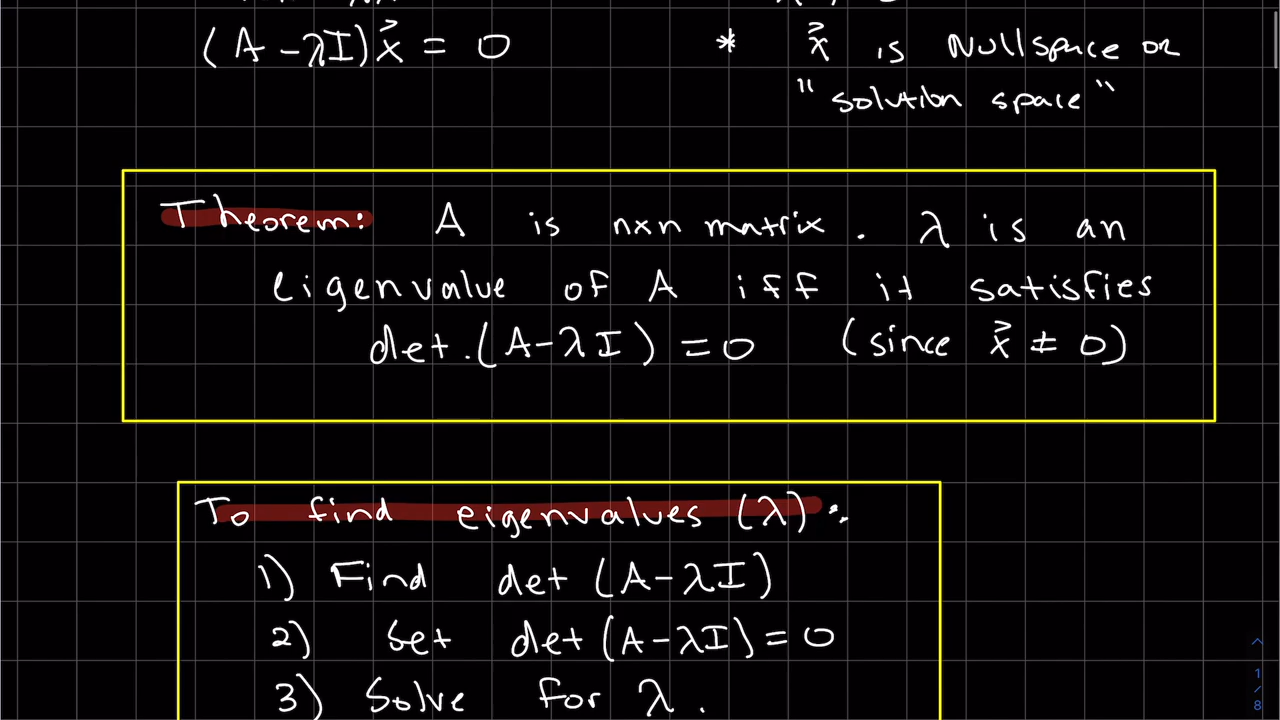 (A - λI)x⃗ = 0
* x⃗ is Nullspace or
"solution space"
Theorem: A is nxn matrix. λ is an
eigenvalue of A iff it satisfies
det.(A-λI) = 0 (since x⃗ ≠ 0)
To find eigenvalues (λ):
1) Find det (A-λI)
2) Set det (A-λI) = 0
3) Solve for λ.
1
/
8